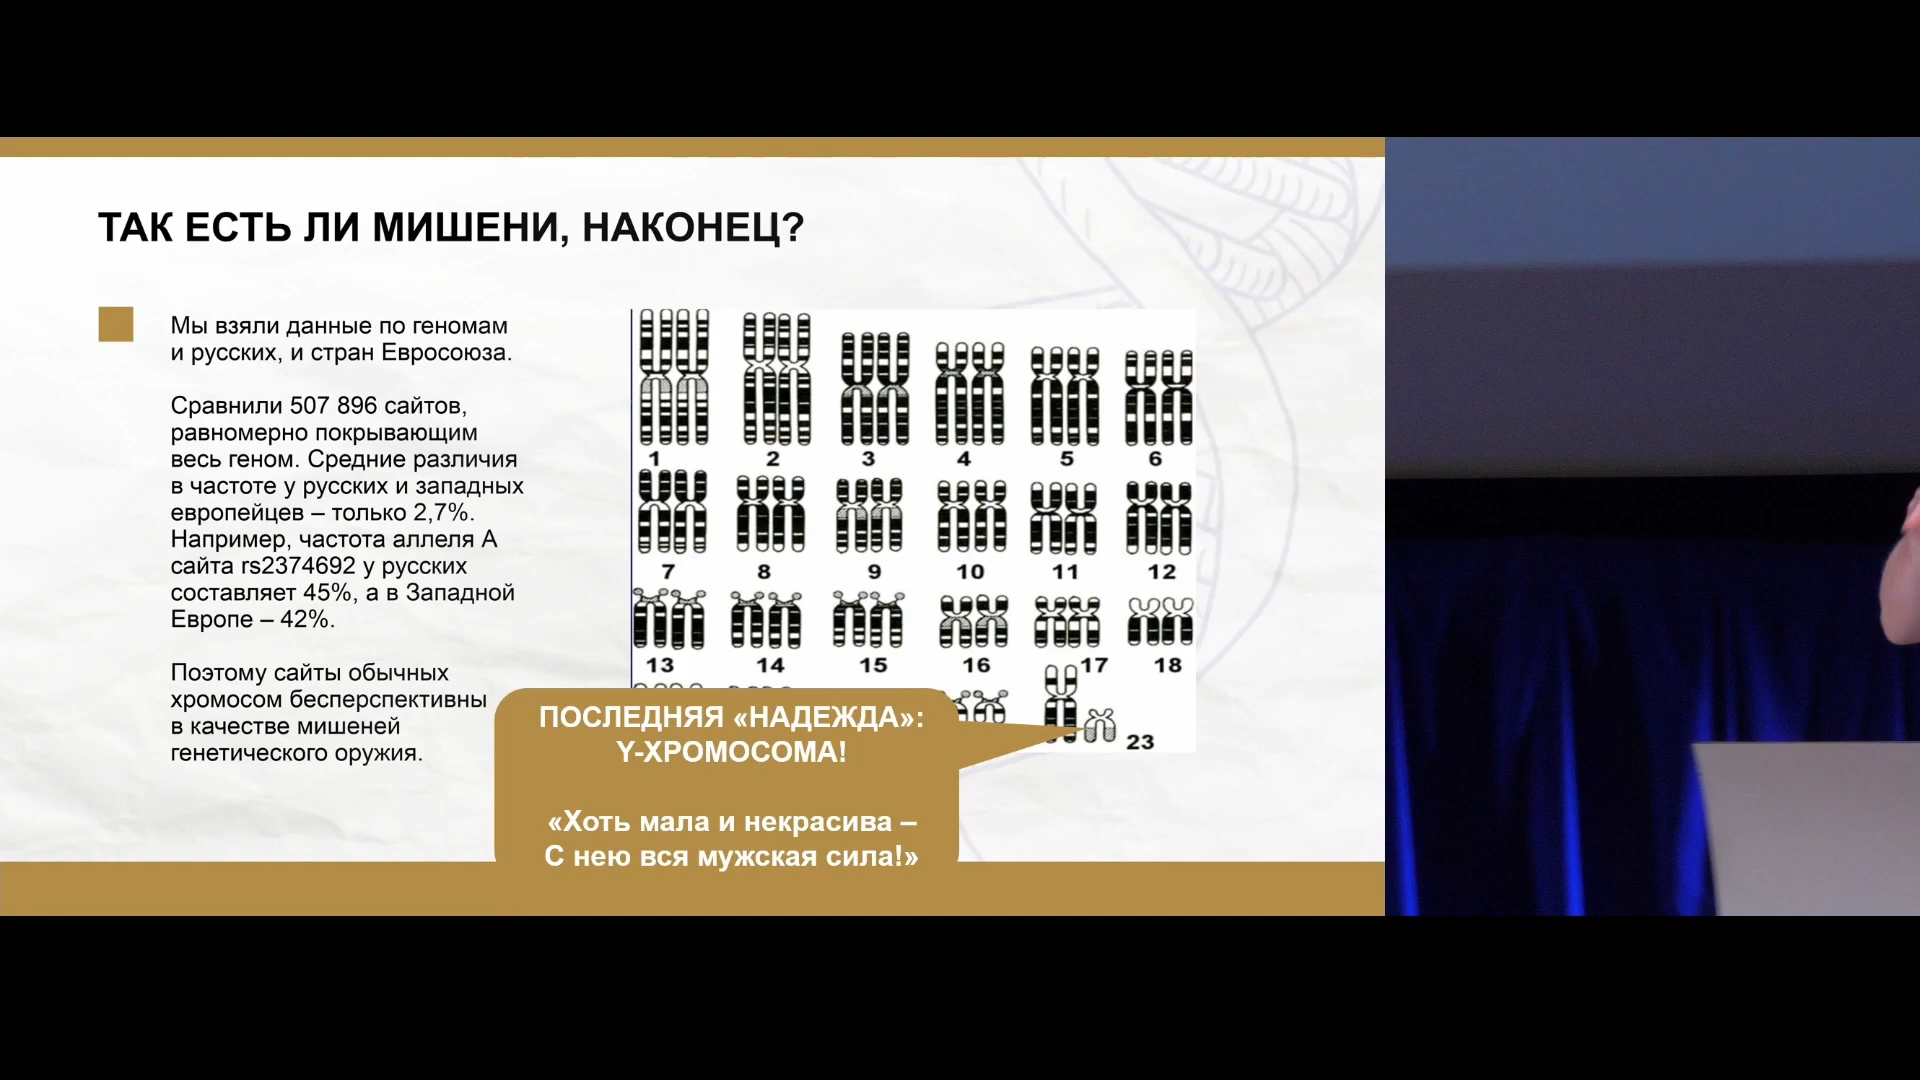 ТАК ЕСТЬ ЛИ МИШЕНИ, НАКОНЕЦ?
Мы взяли данные по геномам
и русских, и стран Евросоюза.
Сравнили 507 896 сайтов,
равномерно покрывающим
весь геном. Средние различия
в частоте у русских и западных
европейцев – только 2,7%.
Например, частота аллеля А
сайта rs2374692 у русских
составляет 45%, а в Западной
Европе – 42%.
Поэтому сайты обычных
хромосом бесперспективны
в качестве мишеней
генетического оружия.
1 2 3 4 5 6
7 8 9 10 11 12
13 14 15 16 17 18
23
ПОСЛЕДНЯЯ «НАДЕЖДА»:
Y-ХРОМОСОМА!
«Хоть мала и некрасива –
С нею вся мужская сила!»